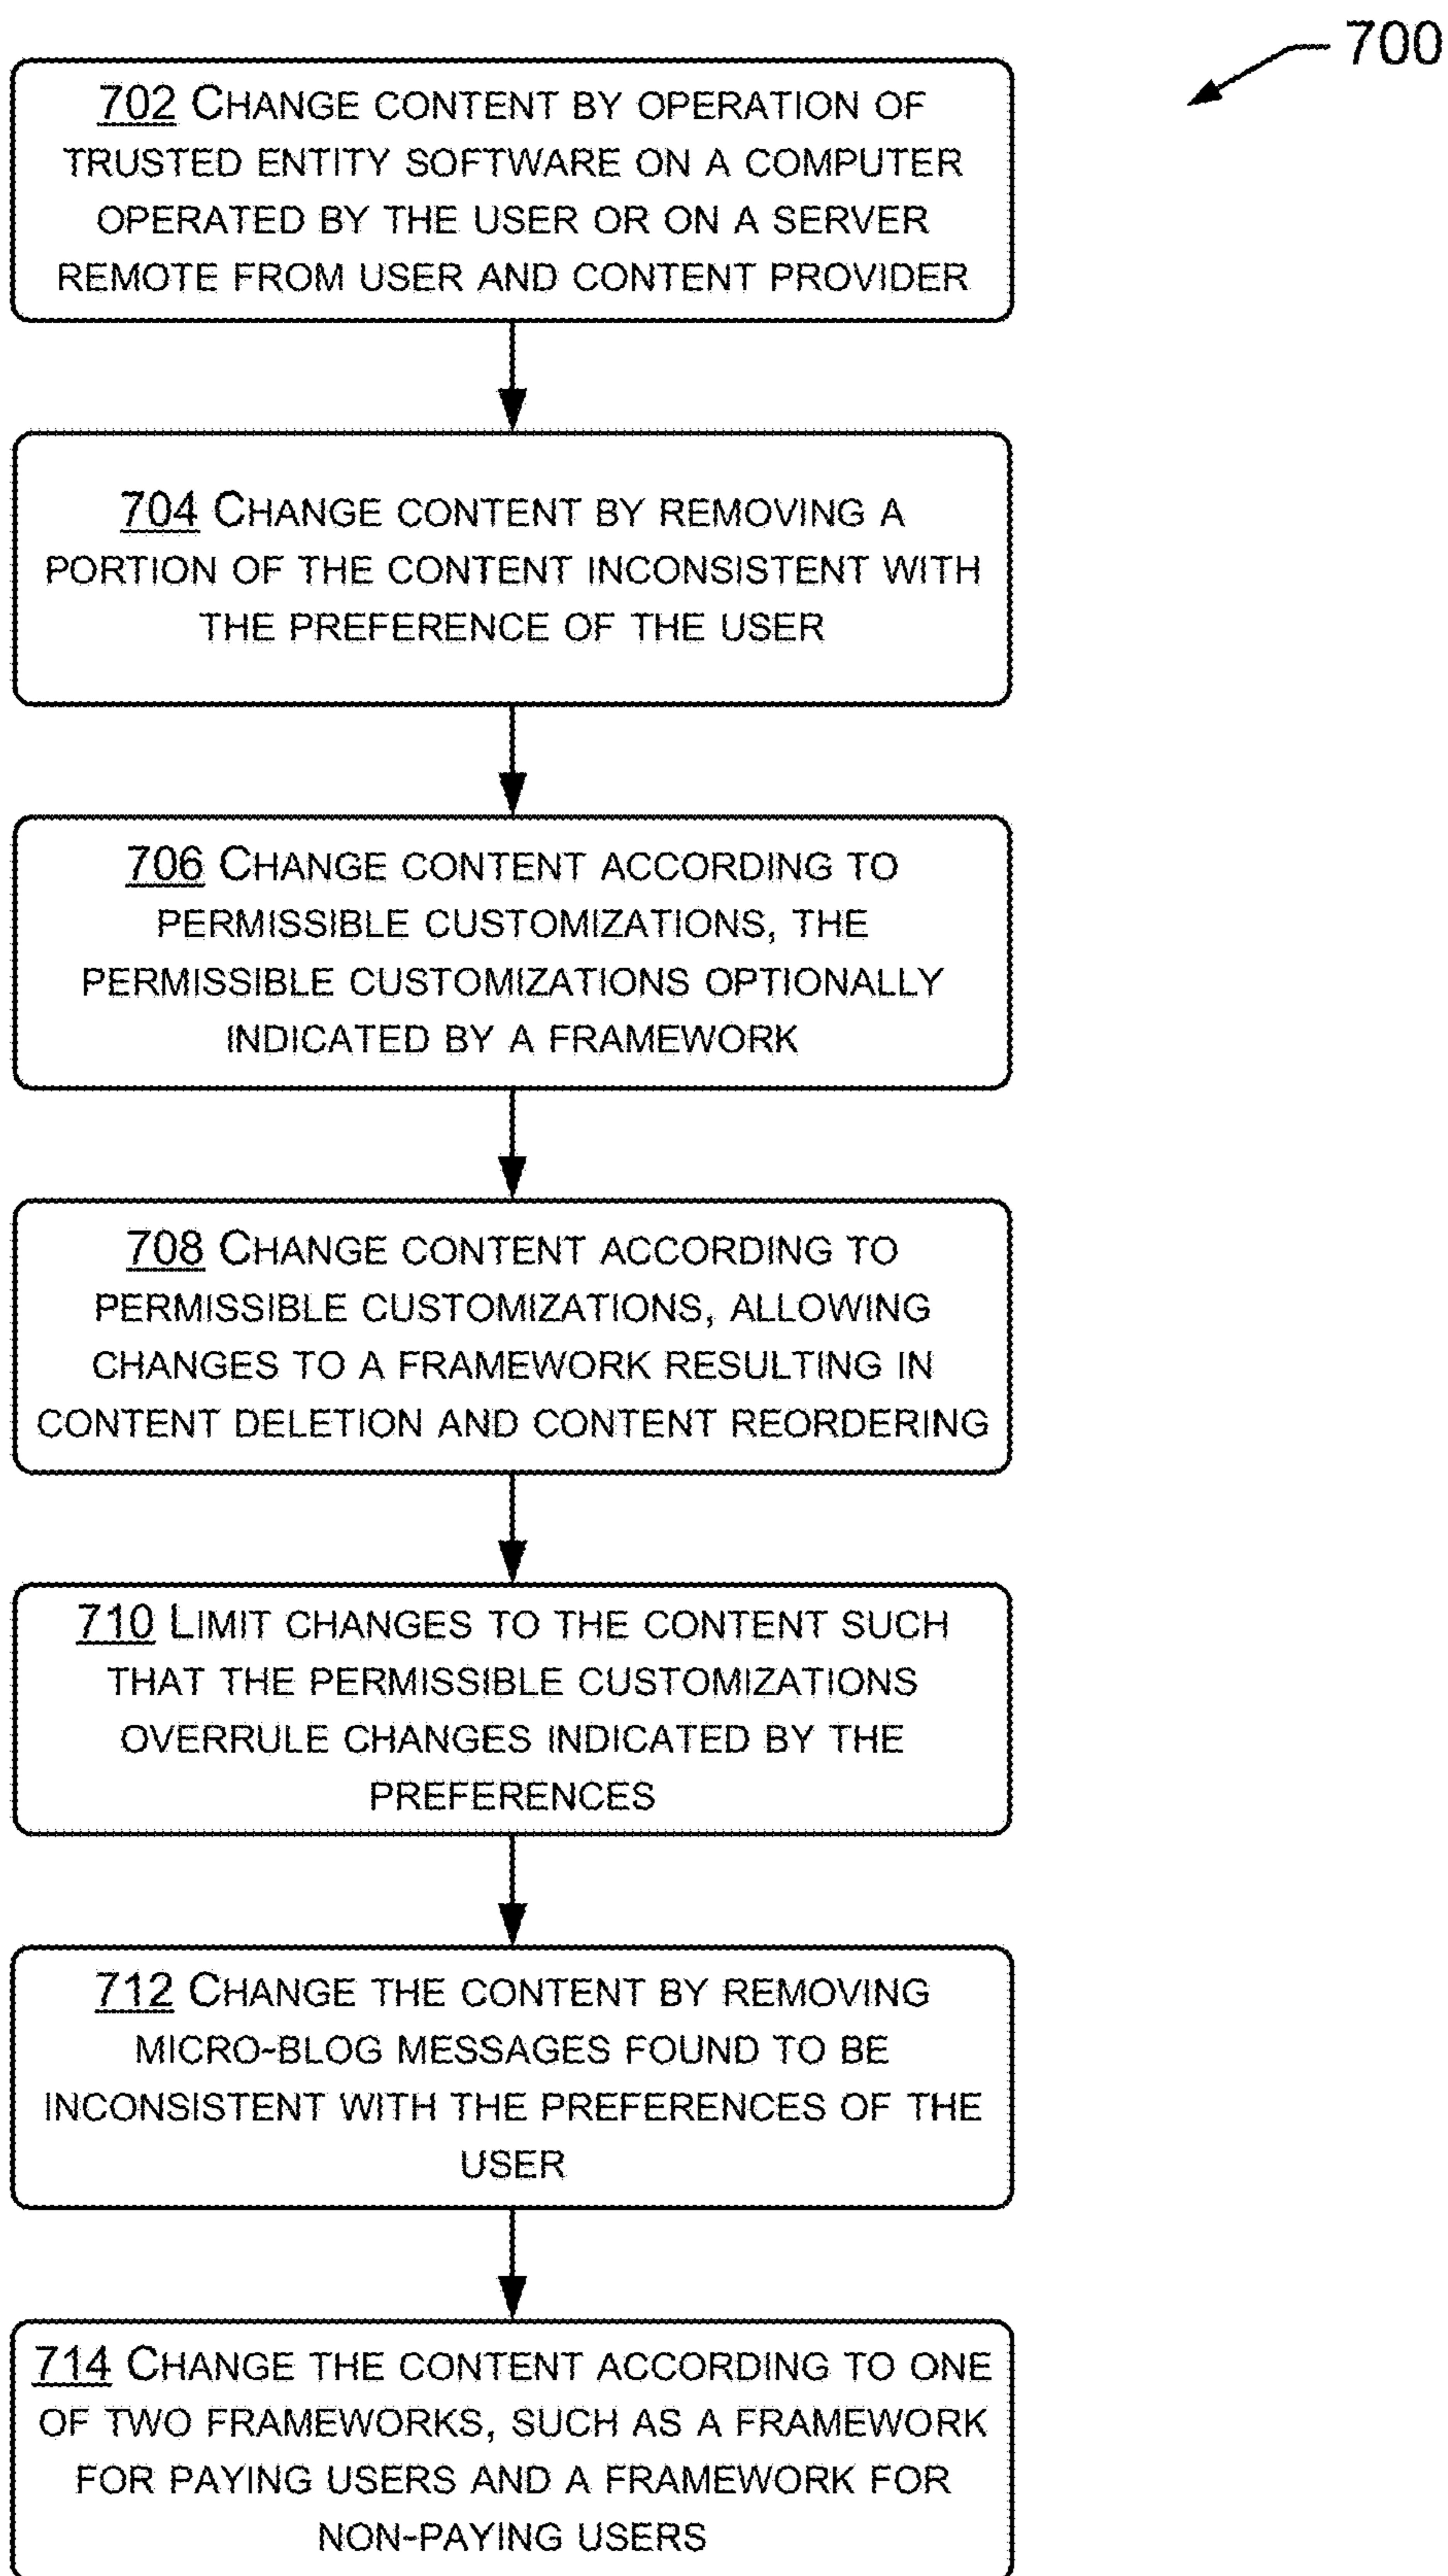 700
702 CHANGE CONTENT BY OPERATION OF
TRUSTED ENTITY SOFTWARE ON A COMPUTER
OPERATED BY THE USER OR ON A SERVER
REMOTE FROM USER AND CONTENT PROVIDER
704 CHANGE CONTENT BY REMOVING A
PORTION OF THE CONTENT INCONSISTENT WITH
THE PREFERENCE OF THE USER
706 CHANGE CONTENT ACCORDING TO
PERMISSIBLE CUSTOMIZATIONS, THE
PERMISSIBLE CUSTOMIZATIONS OPTIONALLY
INDICATED BY A FRAMEWORK
708 CHANGE CONTENT ACCORDING TO
PERMISSIBLE CUSTOMIZATIONS, ALLOWING
CHANGES TO A FRAMEWORK RESULTING IN
CONTENT DELETION AND CONTENT REORDERING
710 LIMIT CHANGES TO THE CONTENT SUCH
THAT THE PERMISSIBLE CUSTOMIZATIONS
OVERRULE CHANGES INDICATED BY THE
PREFERENCES
712 CHANGE THE CONTENT BY REMOVING
MICRO-BLOG MESSAGES FOUND TO BE
INCONSISTENT WITH THE PREFERENCES OF THE
USER
714 CHANGE THE CONTENT ACCORDING TO ONE
OF TWO FRAMEWORKS, SUCH AS A FRAMEWORK
FOR PAYING USERS AND A FRAMEWORK FOR
NON-PAYING USERS